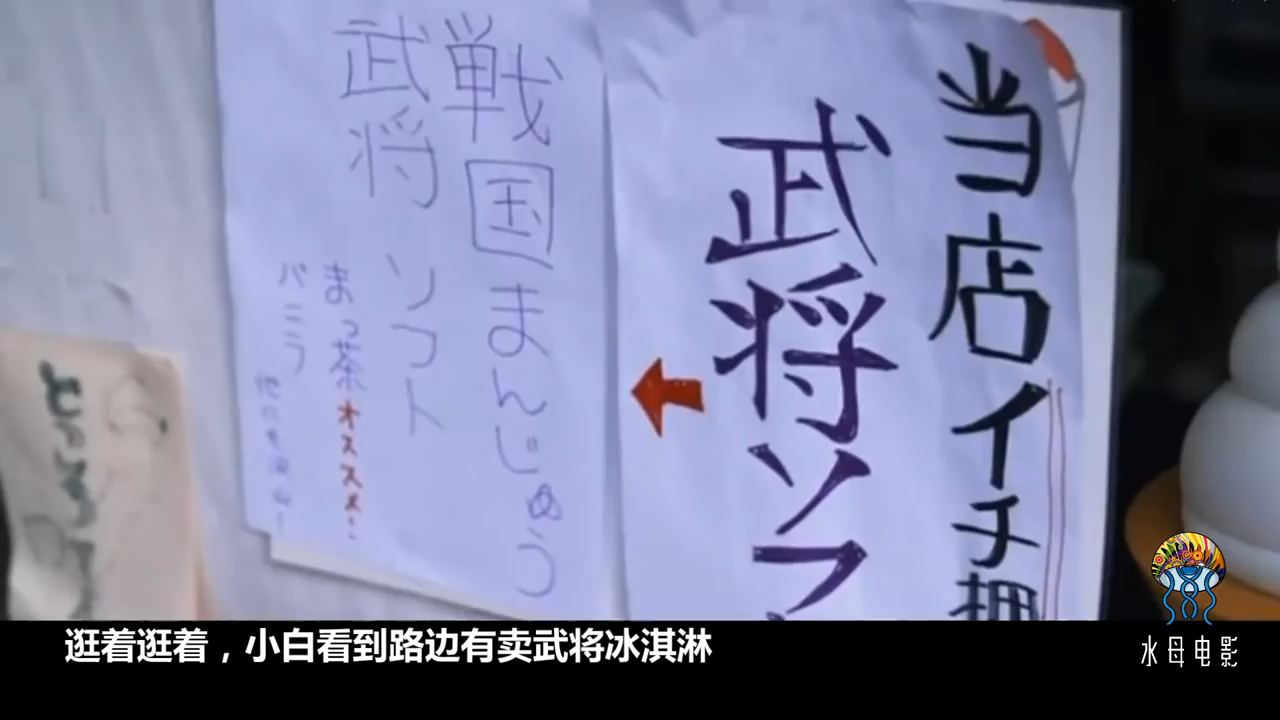 当店イチ押
武将ソフ
戦国まんじゅう
武将ソフト
まっ茶オススメ!
バニラ
逛着逛着，小白看到路边有卖武将冰淇淋
水母电影